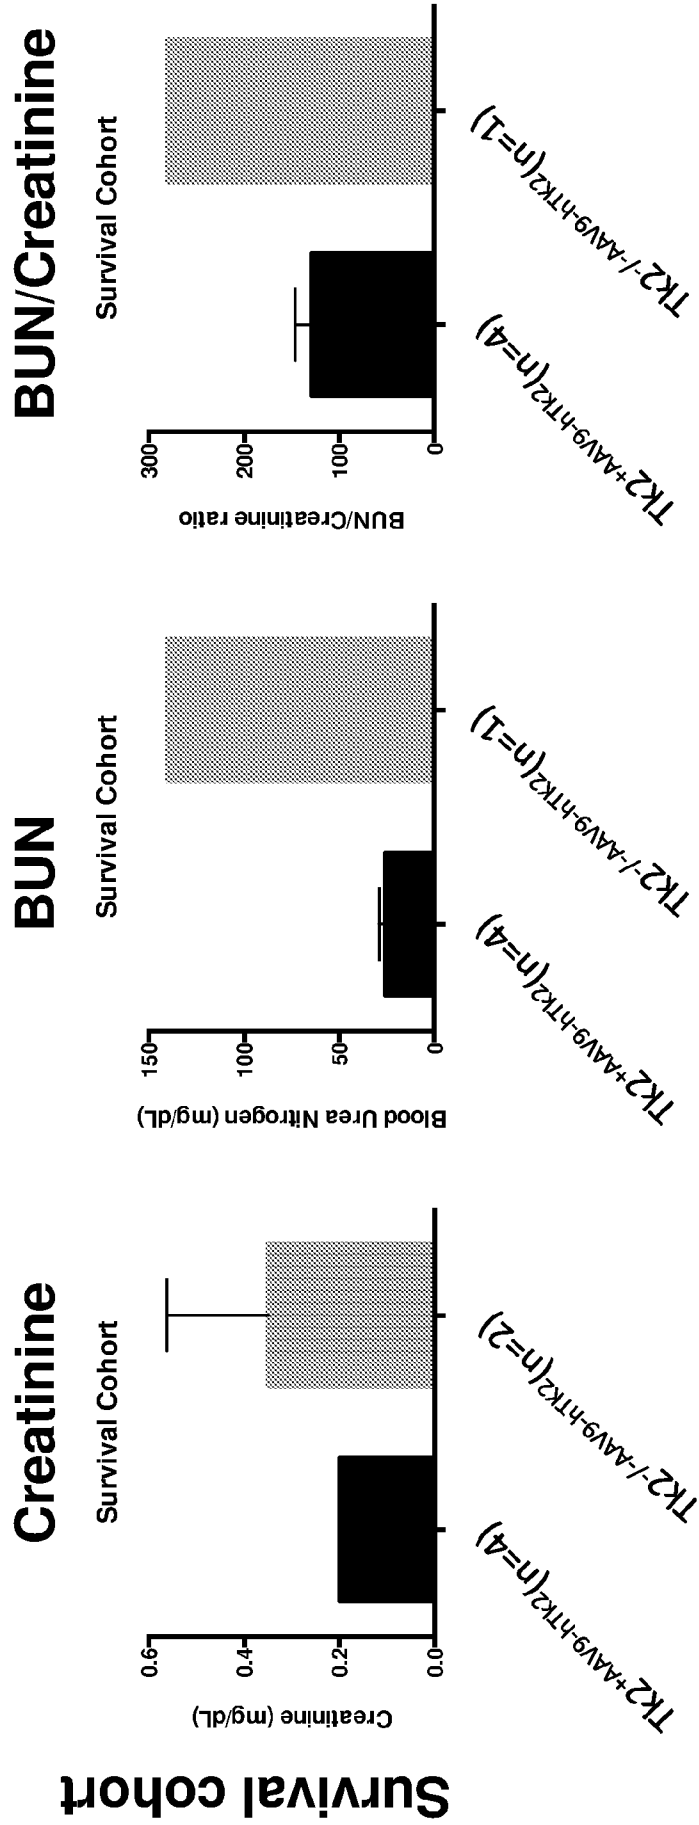 Survival cohort
Creatinine
Survival Cohort
Creatinine (mg/dL)
0.6
0.4
0.2
0.0
Tk2+AAV9-hTK2(n=4)
Tk2-/-AAV9-hTK2(n=2)
BUN
Survival Cohort
Blood Urea Nitrogen (mg/dL)
150
100
50
0
Tk2+AAV9-hTK2(n=4)
Tk2-/-AAV9-hTK2(n=1)
BUN/Creatinine
Survival Cohort
BUN/Creatinine ratio
300
200
100
0
Tk2+AAV9-hTK2(n=4)
Tk2-/-AAV9-hTK2(n=1)